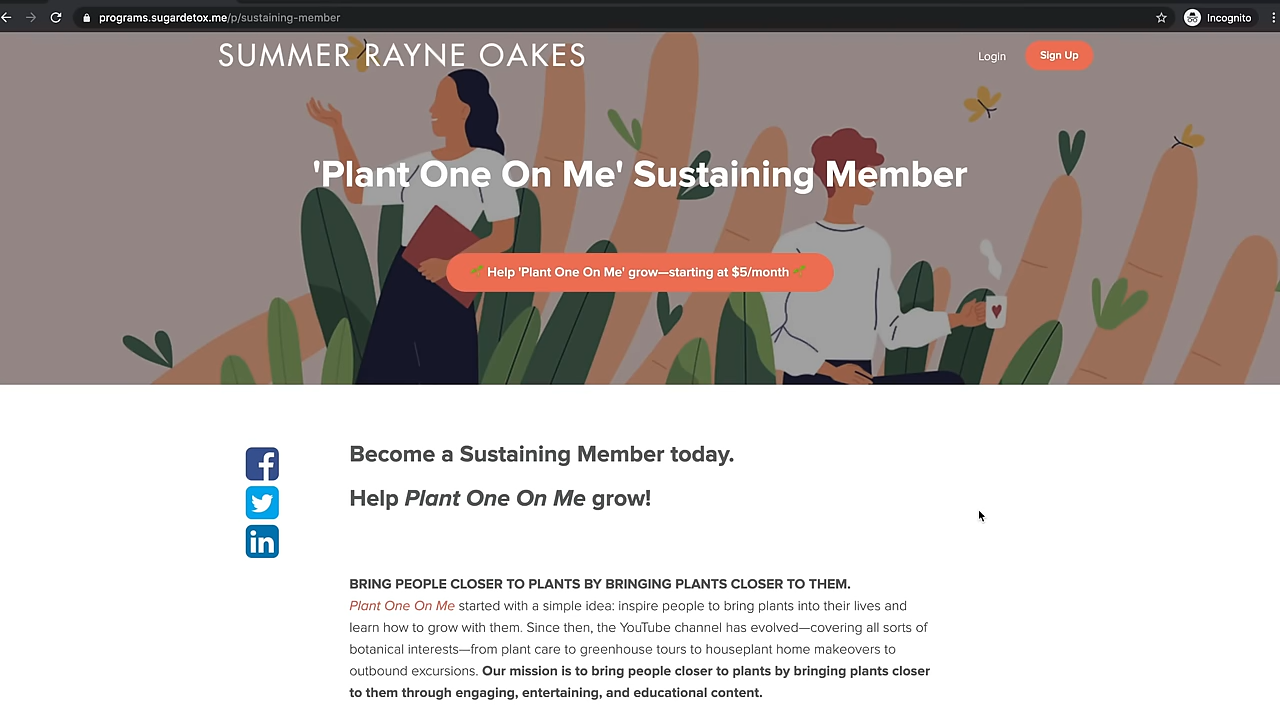 programs.sugardetox.me/p/sustaining-member
Incognito
SUMMER RAYNE OAKES
Login
Sign Up
'Plant One On Me' Sustaining Member
Help 'Plant One On Me' grow—starting at $5/month
Become a Sustaining Member today.
Help Plant One On Me grow!
BRING PEOPLE CLOSER TO PLANTS BY BRINGING PLANTS CLOSER TO THEM.
Plant One On Me started with a simple idea: inspire people to bring plants into their lives and
learn how to grow with them. Since then, the YouTube channel has evolved—covering all sorts of
botanical interests—from plant care to greenhouse tours to houseplant home makeovers to
outbound excursions. Our mission is to bring people closer to plants by bringing plants closer
to them through engaging, entertaining, and educational content.